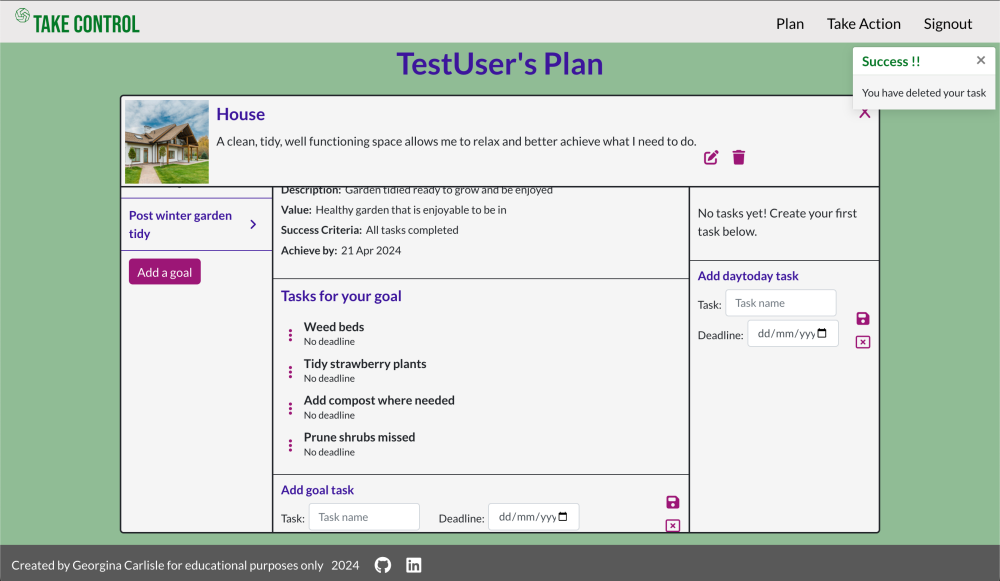 TAKE CONTROL
Plan
Take Action
Signout
TestUser's Plan
Success !!
You have deleted your task
House
A clean, tidy, well functioning space allows me to relax and better achieve what I need to do.
Post winter garden
tidy
Add a goal
Description: Garden tidied ready to grow and be enjoyed
Value: Healthy garden that is enjoyable to be in
Success Criteria: All tasks completed
Achieve by: 21 Apr 2024
Tasks for your goal
Weed beds
No deadline
Tidy strawberry plants
No deadline
Add compost where needed
No deadline
Prune shrubs missed
No deadline
Add goal task
Task: Task name
Deadline: dd/mm/yyy
No tasks yet! Create your first
task below.
Add daytoday task
Task: Task name
Deadline: dd/mm/yyy
Created by Georgina Carlisle for educational purposes only 2024